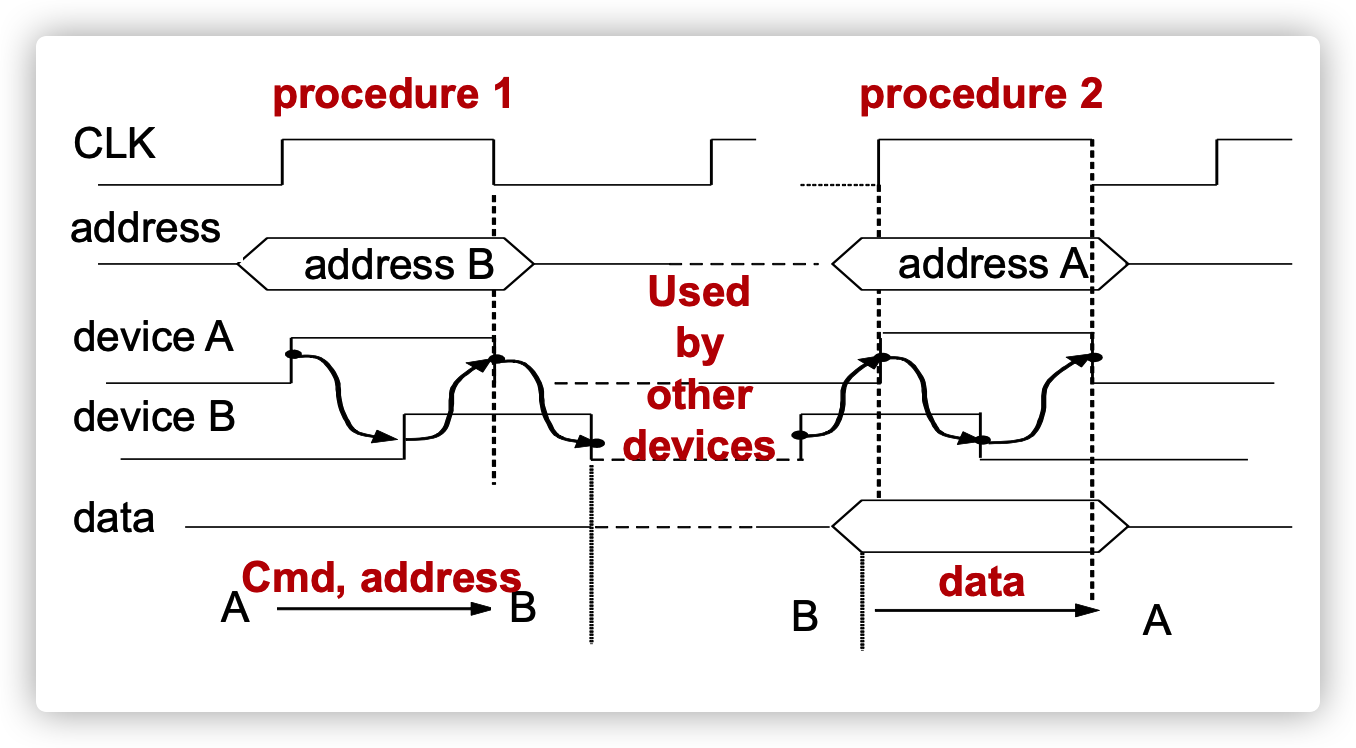 procedure 1
procedure 2
CLK
address
address B
address A
Used
by
other
devices
device A
device B
data
Cmd, address
A
B
data
B
A